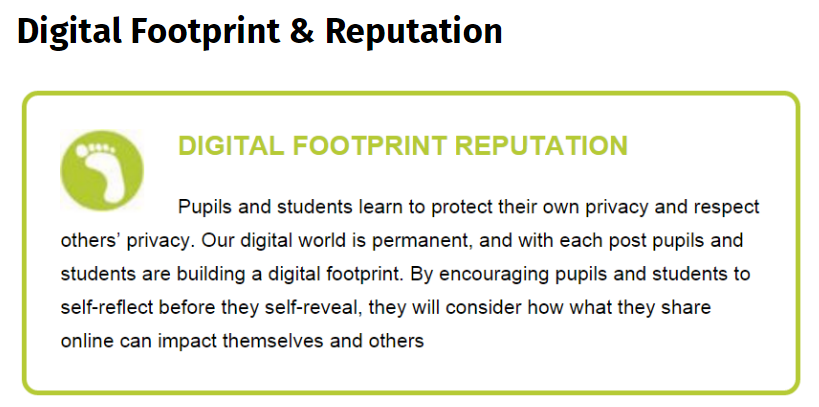 Digital Footprint & Reputation
DIGITAL FOOTPRINT REPUTATION
Pupils and students learn to protect their own privacy and respect
others’ privacy. Our digital world is permanent, and with each post pupils and
students are building a digital footprint. By encouraging pupils and students to
self-reflect before they self-reveal, they will consider how what they share
online can impact themselves and others